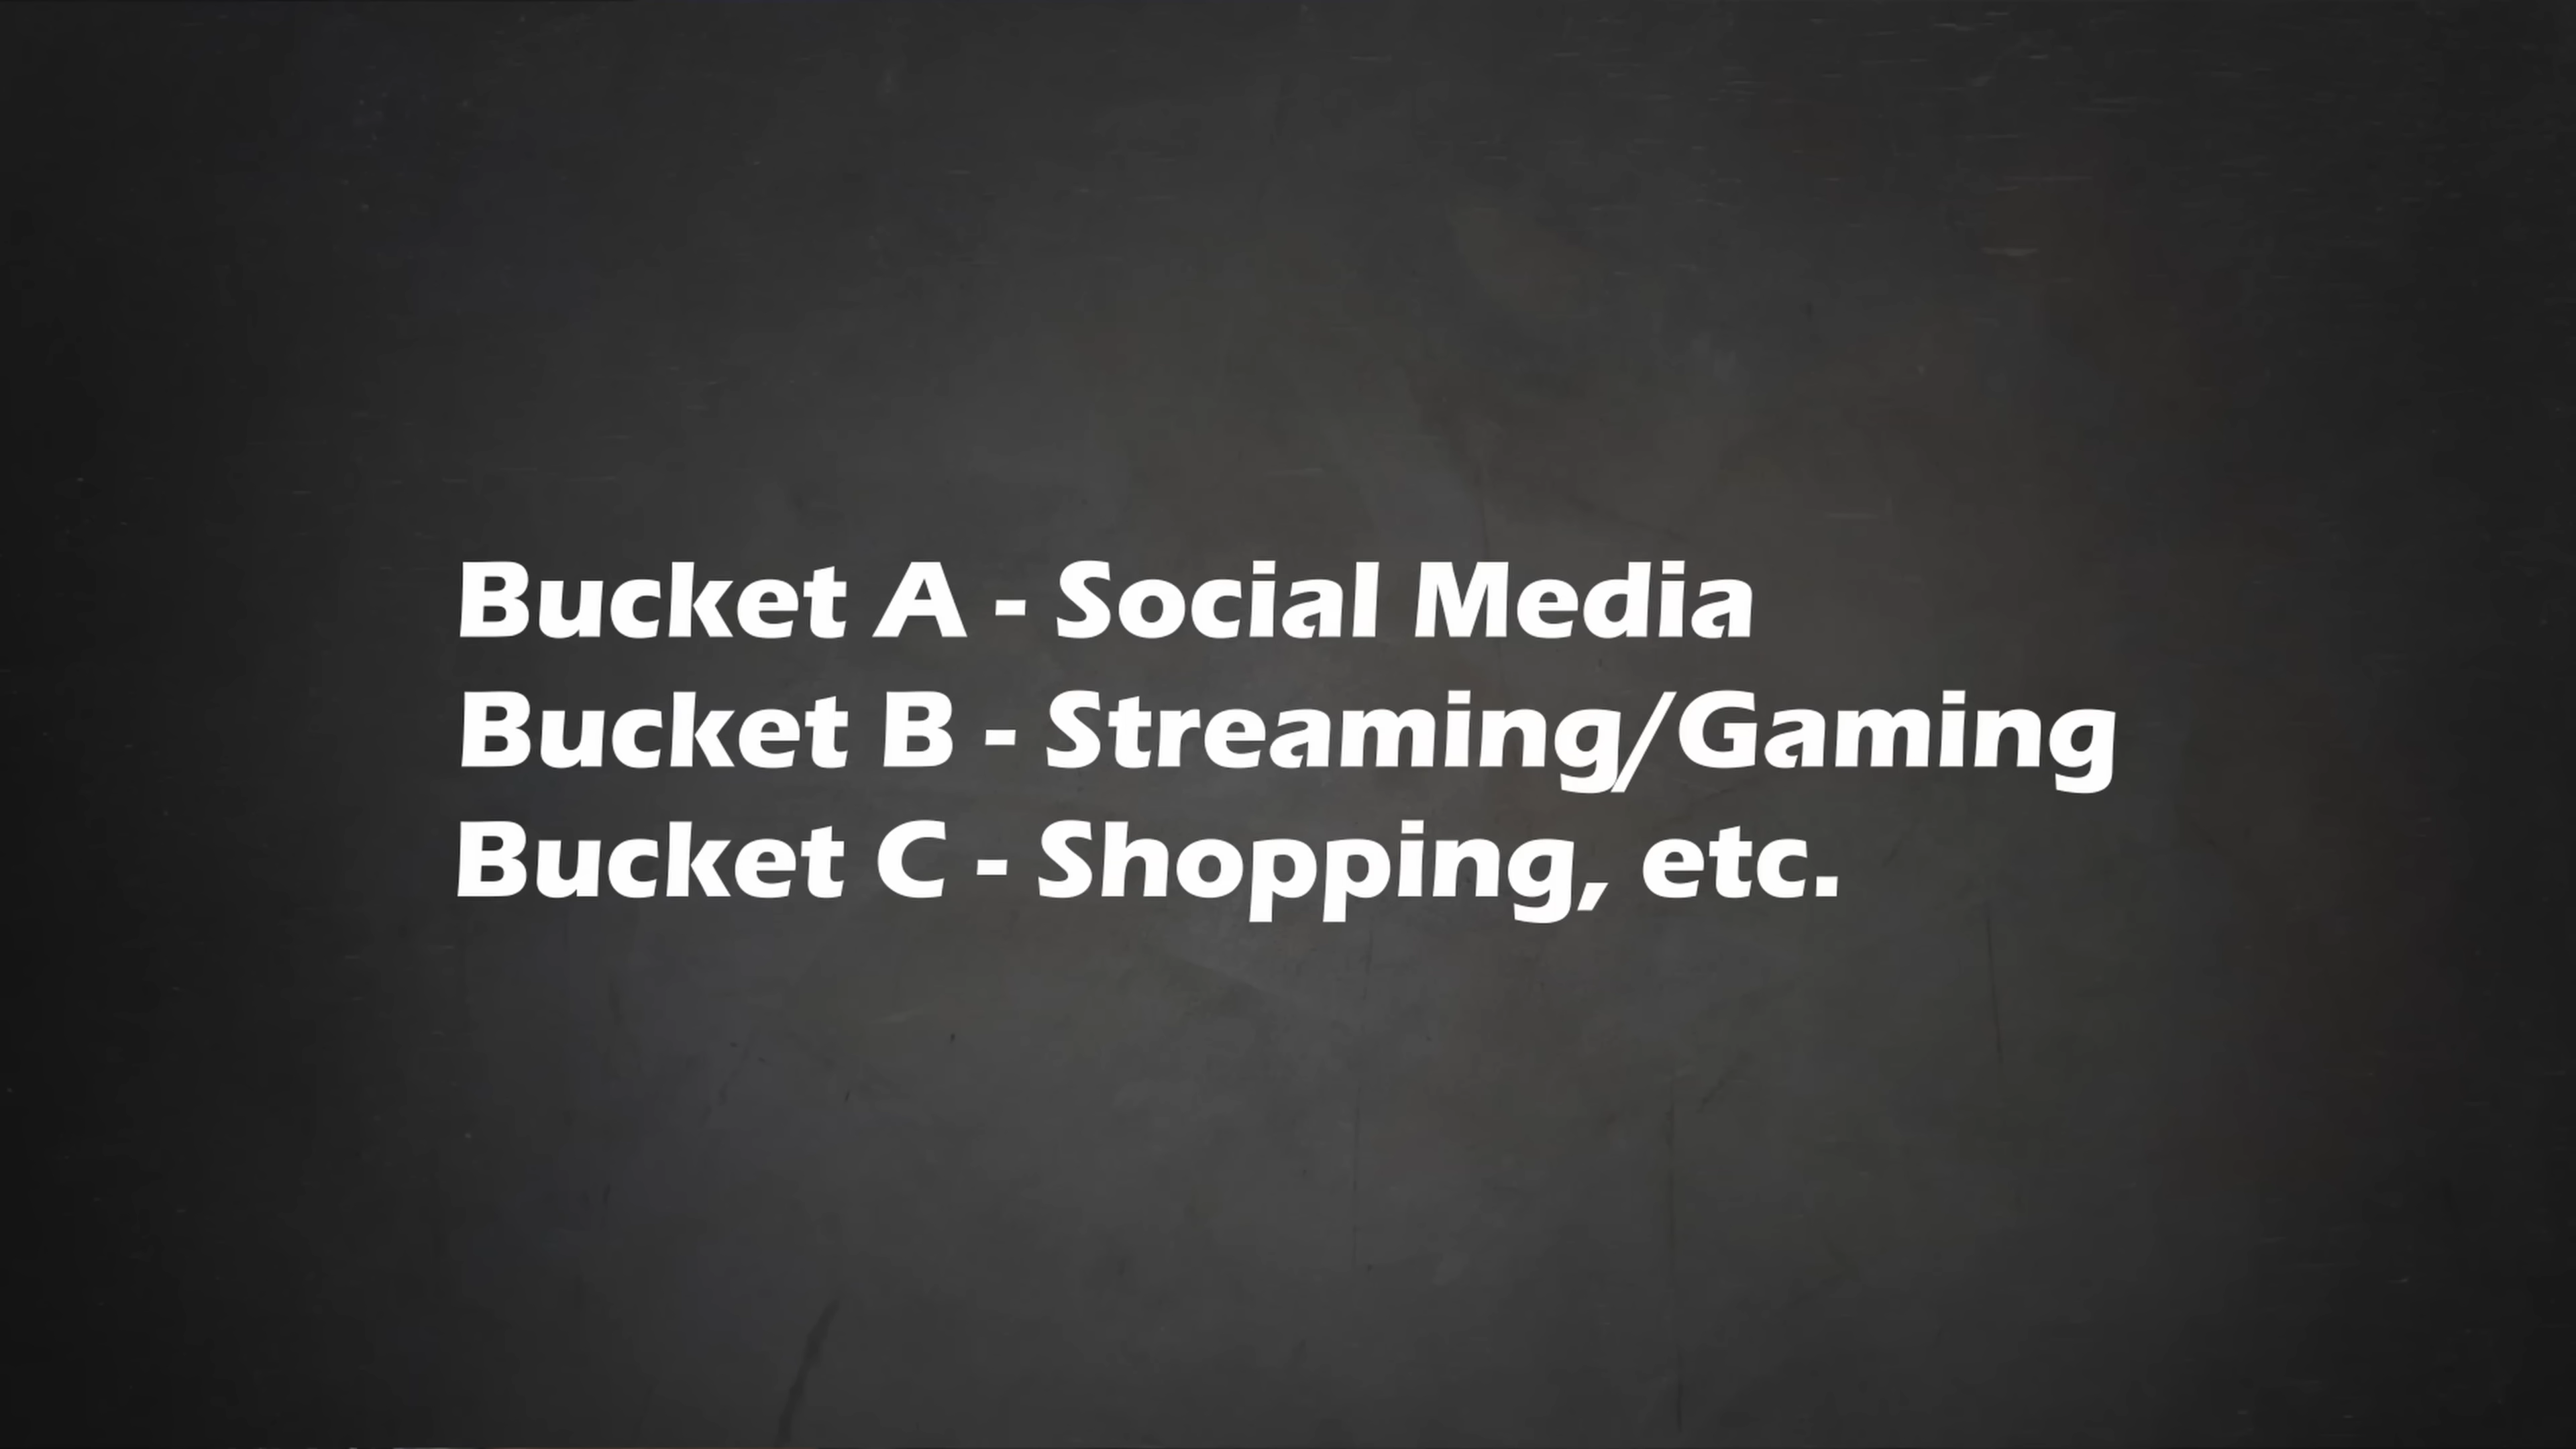 Bucket A - Social Media
Bucket B - Streaming/Gaming
Bucket C - Shopping, etc.